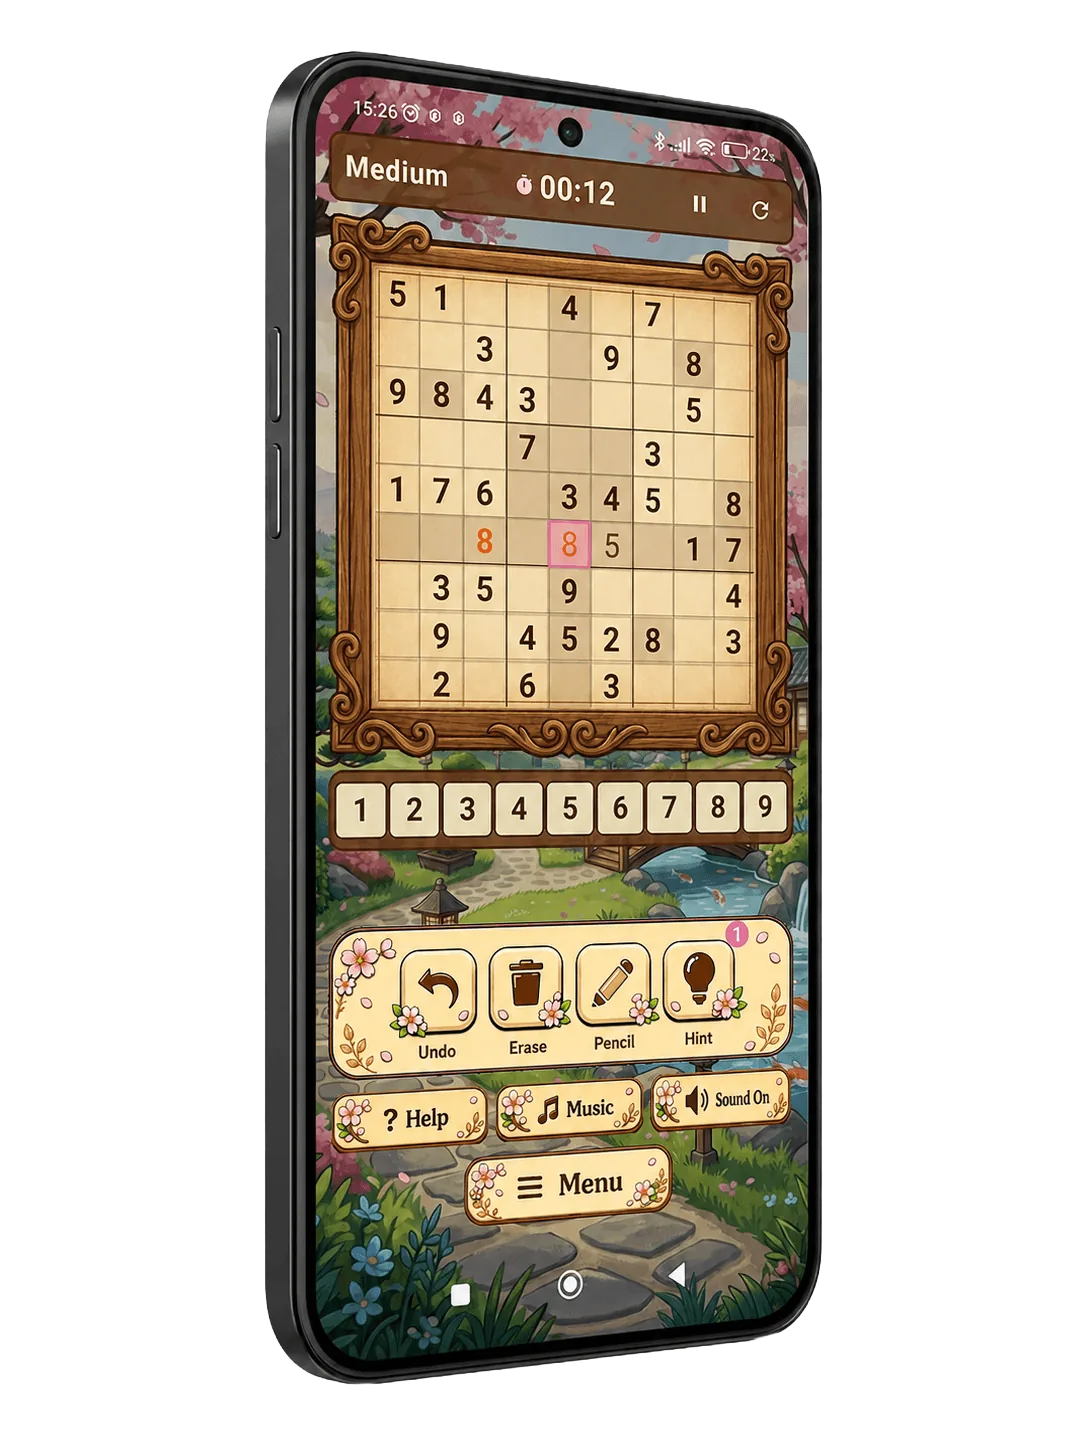 15:26 22%
Medium 00:12
5 1 4 7
3 9 8
9 8 4 3 5
7 3
1 7 6 3 4 5 8
8 8 5 1 7
3 5 9 4
9 4 5 2 8 3
2 6 3
1 2 3 4 5 6 7 8 9
1
Undo Erase Pencil Hint
? Help Music Sound On
Menu